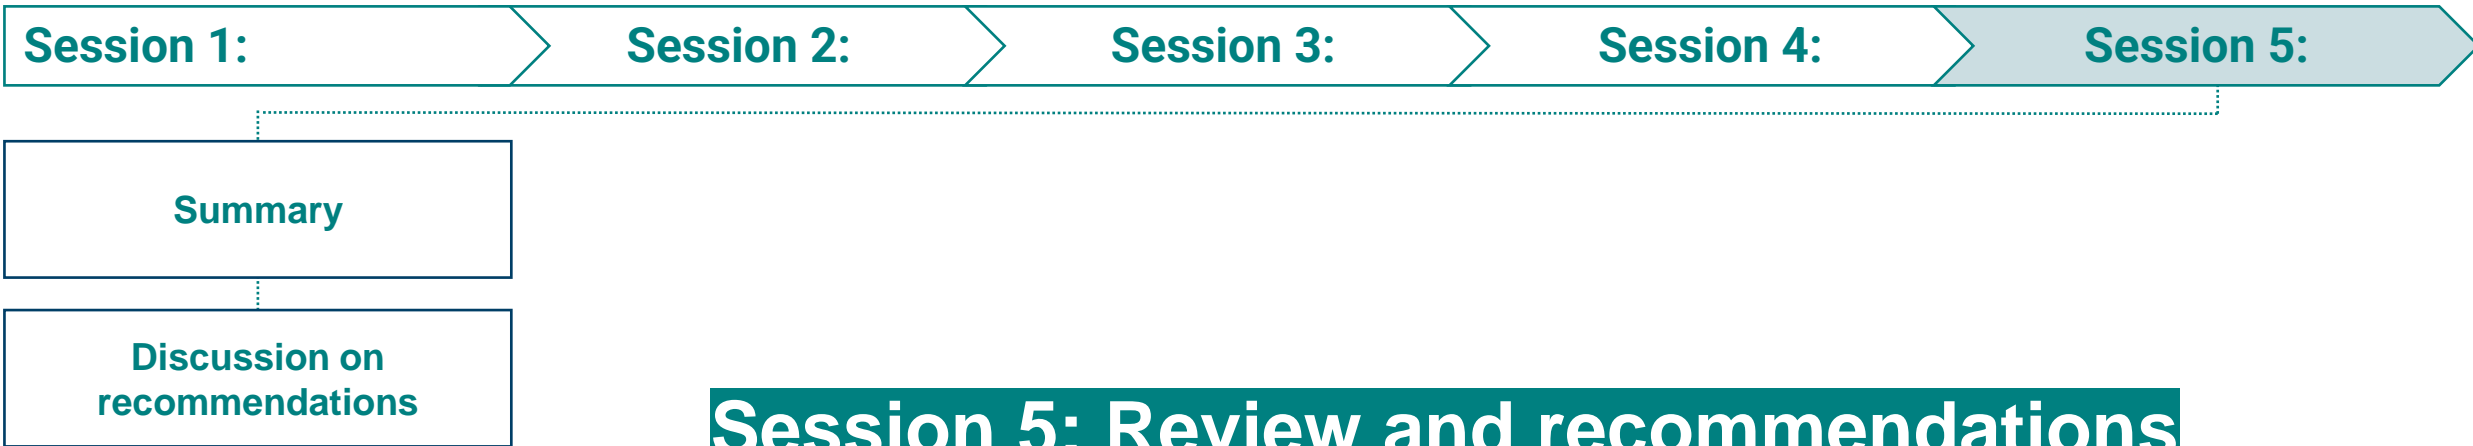 Session 1:
Session 2:
Session 3:
Session 4:
Session 5:
Summary
Discussion on
recommendations
Session 5: Review and recommendations